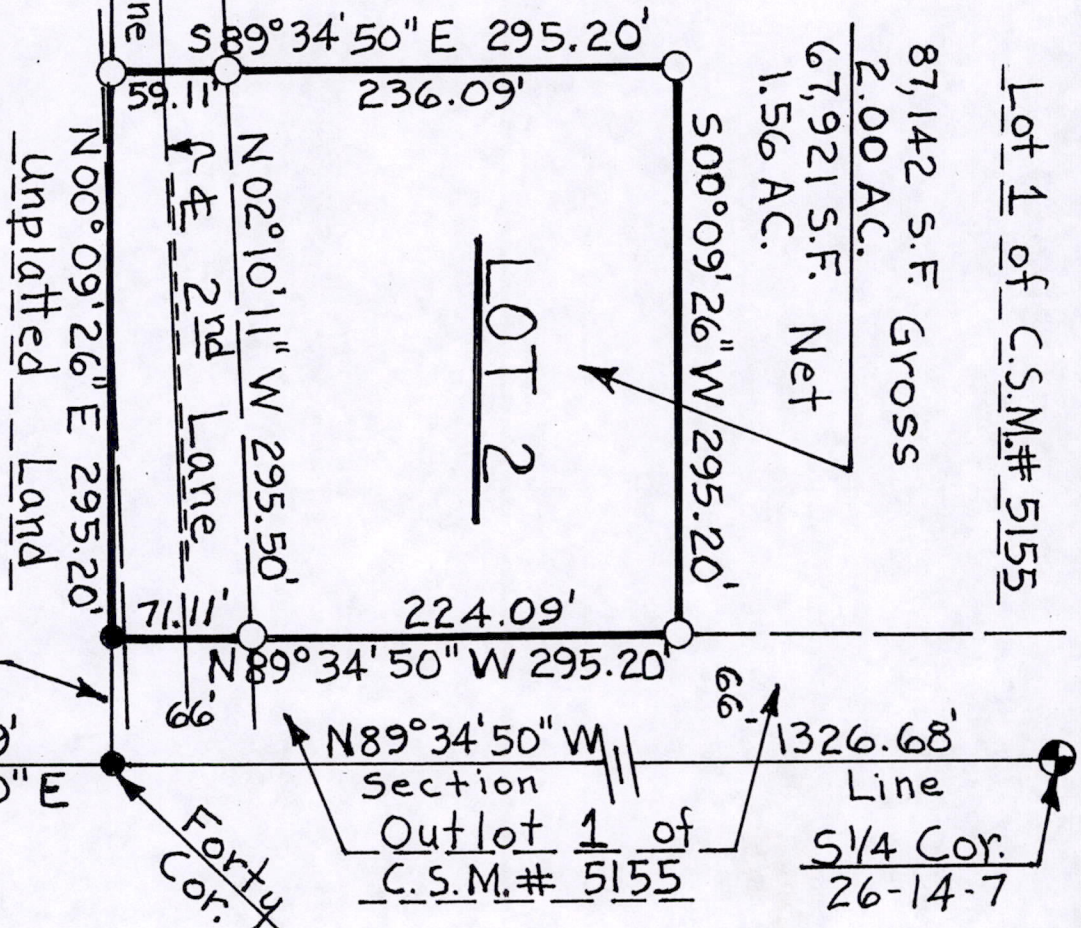 ne
S89°34'50"E 295.20'
59.11'
236.09'
N00°09'26"E 295.20'
Unplatted Land
℄ 2nd Lane
N02°10'11"W 295.50'
LOT 2
S00°09'26"W 295.20'
87,142 S.F Gross
2.00 AC.
67,921 S.F. Net
1.56 AC.
Lot 1 of C.S.M.# 5155
71.11'
224.09'
N89°34'50"W 295.20'
66'
66'
9'
0"E
N89°34'50"W
1326.68'
Section
Line
Outlot 1 of
C.S.M.# 5155
S1/4 Cor.
26-14-7
Forty
Cor.